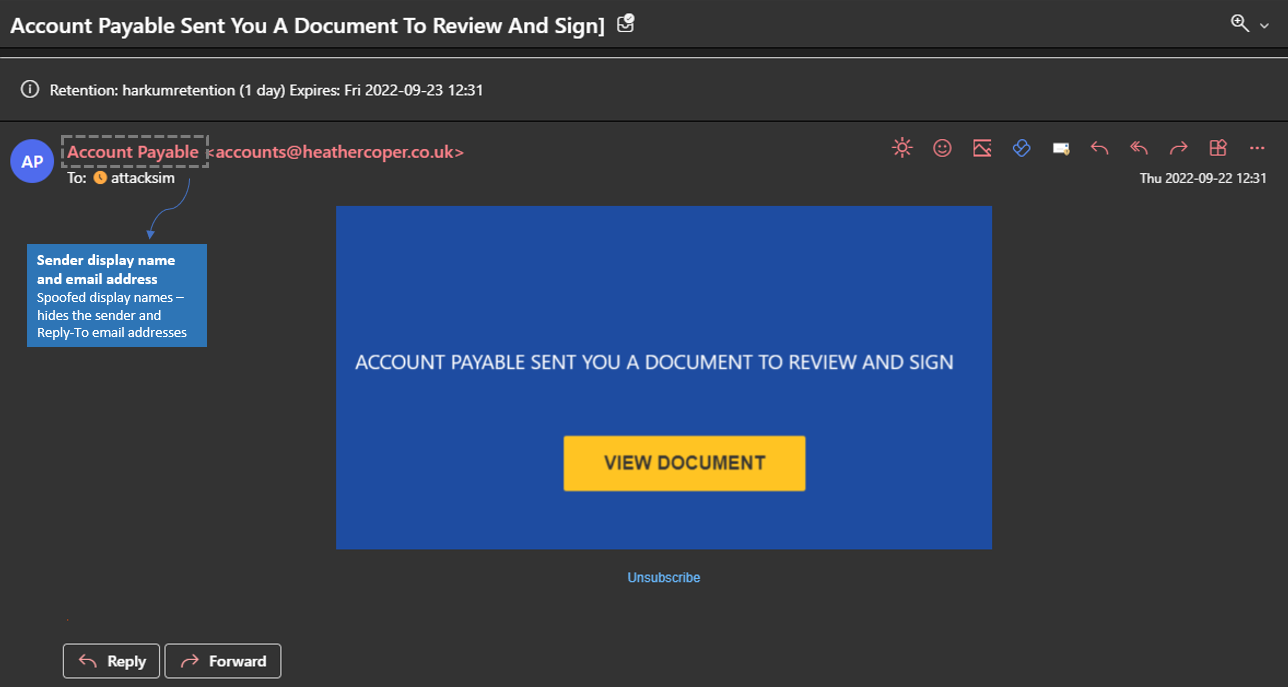 Account Payable Sent You A Document To Review And Sign]
Retention: harkumretention (1 day) Expires: Fri 2022-09-23 12:31
AP
Account Payable <accounts@heathercoper.co.uk>
To: attacksim
Thu 2022-09-22 12:31
Sender display name
and email address
Spoofed display names –
hides the sender and
Reply-To email addresses
ACCOUNT PAYABLE SENT YOU A DOCUMENT TO REVIEW AND SIGN
VIEW DOCUMENT
Unsubscribe
Reply
Forward